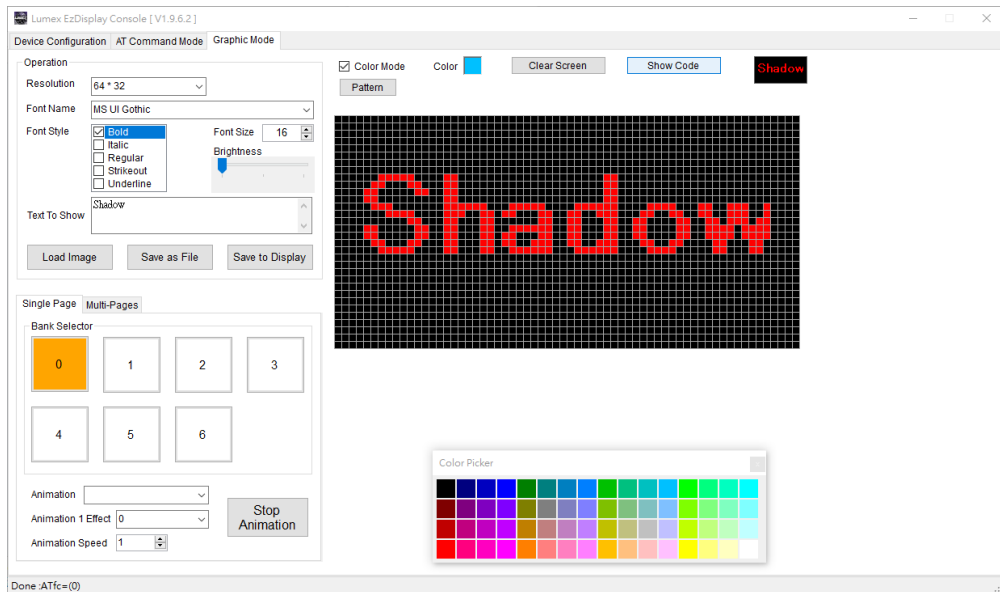 Lumex EzDisplay Console [ V1.9.6.2 ]
Device Configuration AT Command Mode Graphic Mode
Operation
Resolution 64 * 32
Font Name MS UI Gothic
Font Style Bold
Italic
Regular
Strikeout
Underline
Font Size 16
Brightness
Text To Show Shadow
Load Image Save as File Save to Display
Color Mode Color Clear Screen Show Code Shadow
Pattern
Shadow
Single Page Multi-Pages
Bank Selector
0 1 2 3
4 5 6
Animation
Animation 1 Effect 0
Animation Speed 1
Stop
Animation
Color Picker
Done :ATfc=(0)